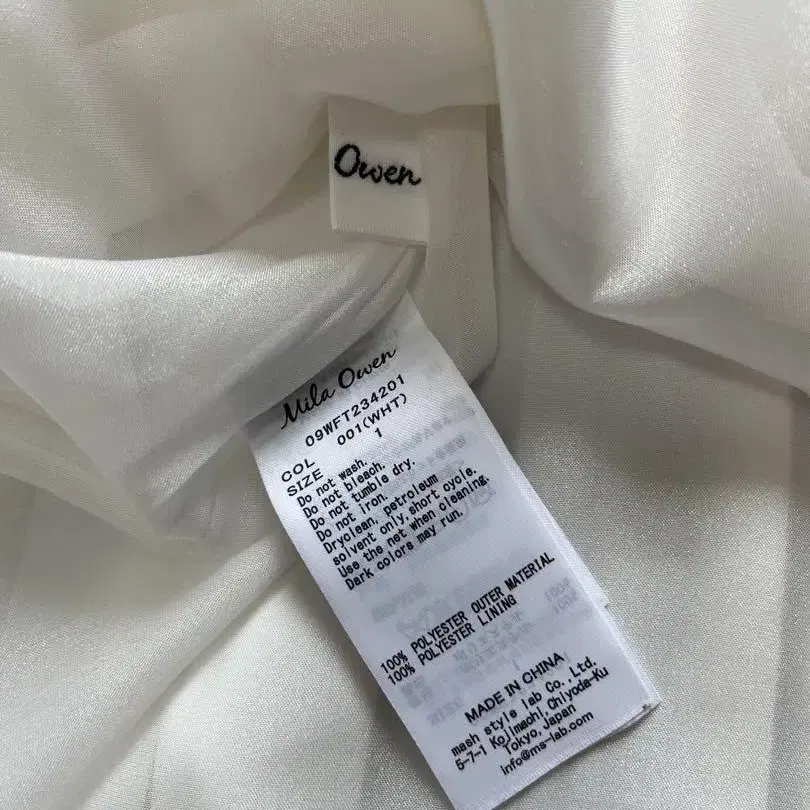 Owen
Mila Owen
09WFT234201
COL 001(WHT)
SIZE 1
Do not wash.
Do not bleach.
Do not tumble dry.
Do not iron.
Dryclean, petroleum
solvent only,short cycle.
Use the net when cleaning.
Dark colors may run.
100% POLYESTER OUTER MATERIAL
100% POLYESTER LINING
MADE IN CHINA
mash style lab Co.,Ltd.
5-7-1 Kojimachi,Chiyoda-Ku
Tokyo,Japan
info@ms-lab.com